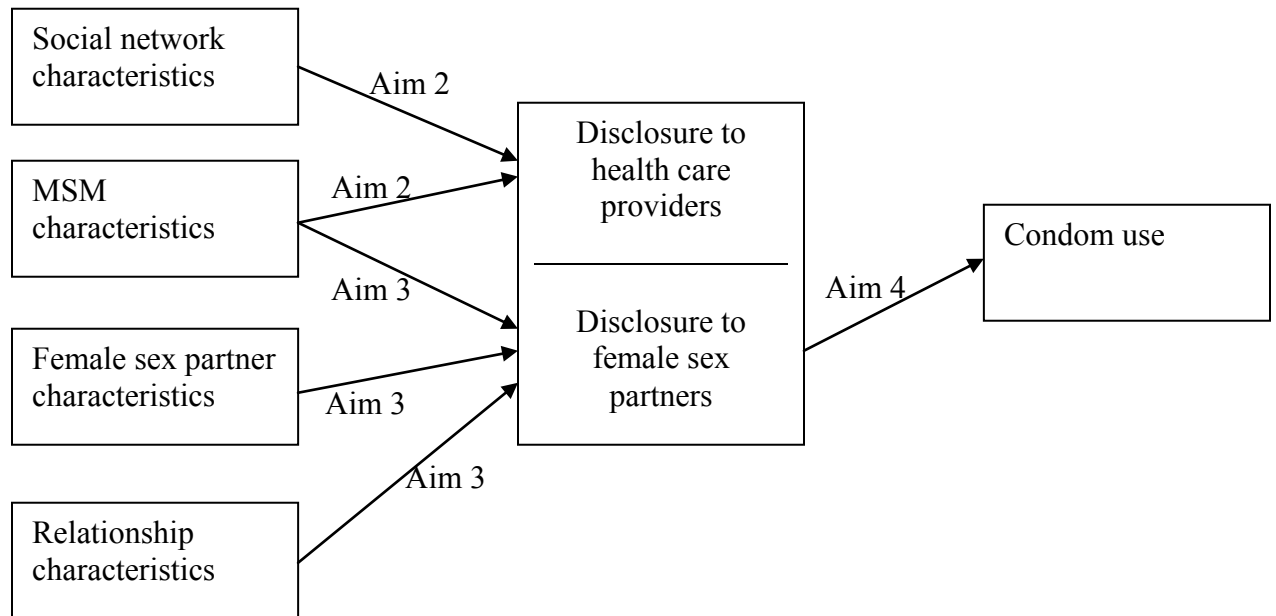 Social network
characteristics
Aim 2
MSM
characteristics
Aim 2
Aim 3
Female sex partner
characteristics
Aim 3
Relationship
characteristics
Aim 3
Disclosure to
health care
providers
Disclosure to
female sex
partners
Aim 4
Condom use